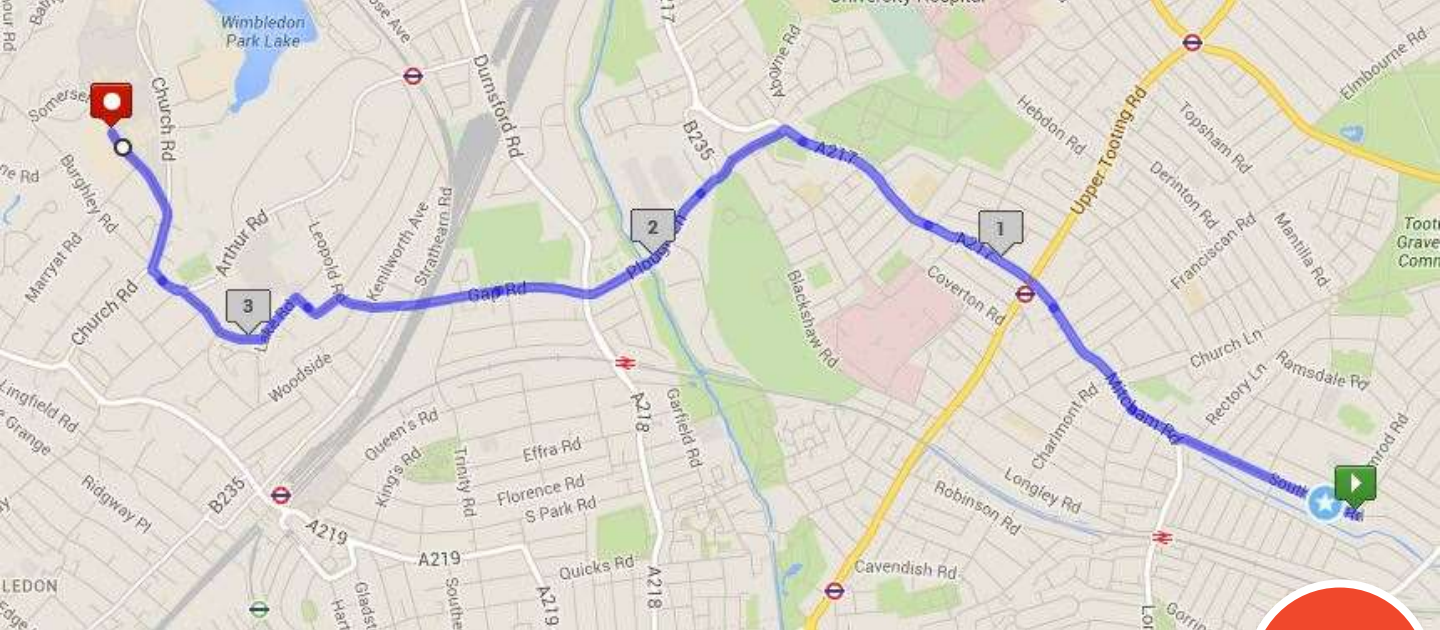 Wimbledon
Park Lake
Church Rd
Burghley Rd
Marryat Rd
Church Rd
Arthur Rd
Leopold Rd
Kenilworth Ave
Strathearn Rd
Durnsford Rd
Gap Rd
Woodside
3
2
1
B235
A217
A217
Blackshaw Rd
Coverton Rd
Upper Tooting Rd
Hebdon Rd
Topsham Rd
Derinton Rd
Franciscan Rd
Mantilla Rd
Elmbourne Rd
Church Ln
Rectory Ln
Ramsdale Rd
Mitcham Rd
Charlmont Rd
Longley Rd
Robinson Rd
Cavendish Rd
Garfield Rd
A218
A218
Queen's Rd
King's Rd
Trinity Rd
Effra Rd
Florence Rd
S Park Rd
Quicks Rd
B235
A219
A219
A219
Ridgway Pl
Lingfield Rd